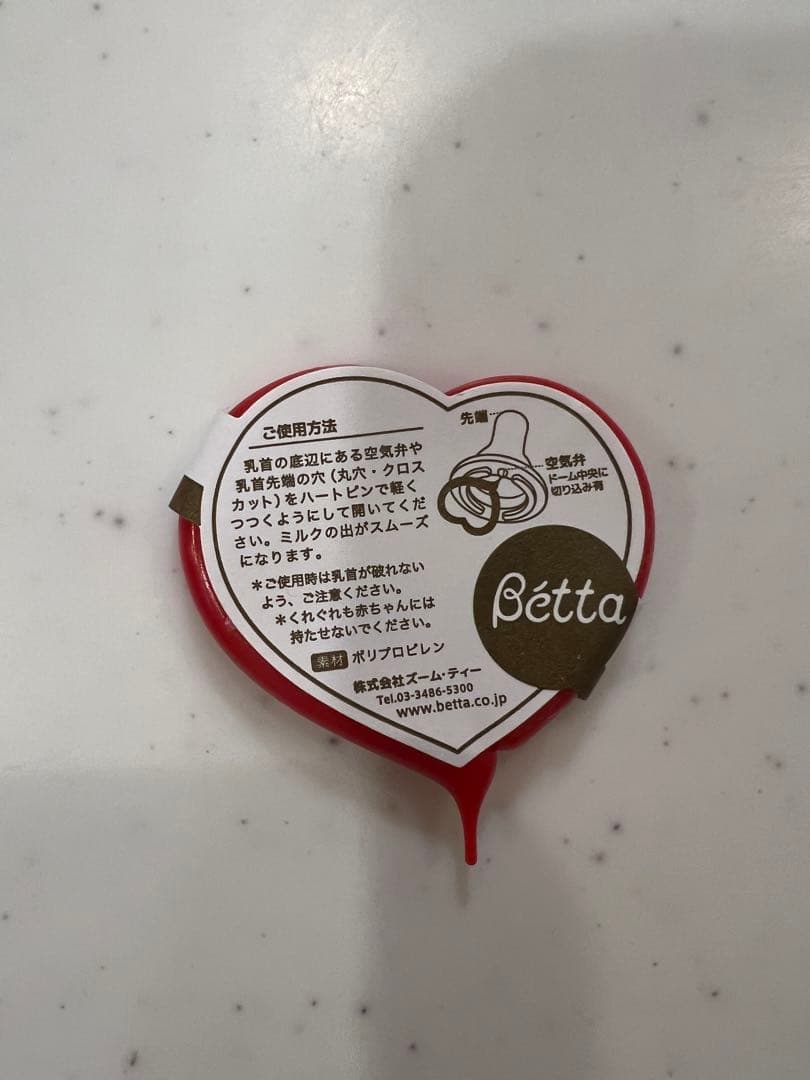 ご使用方法
乳首の底辺にある空気弁や
乳首先端の穴（丸穴・クロス
カット）をハートピンで軽く
つつくようにして開いてくだ
さい。ミルクの出がスムーズ
になります。
＊ご使用時は乳首が破れない
よう、ご注意ください。
＊くれぐれも赤ちゃんには
持たせないでください。
素材 ポリプロピレン
株式会社ズーム・ティー
Tel.03-3486-5300
www.betta.co.jp
先端
空気弁
ドーム中央に
切り込み有
Bétta